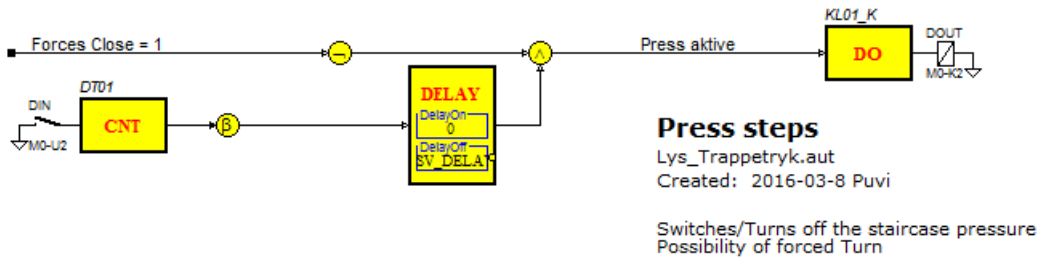 KL01_K
Forces Close = 1
¬
^
Press aktive
DO
DOUT
M0-K2
DT01
DIN
CNT
M0-U2
β
DELAY
DelayOn
0
DelayOff
SV_DELAY
Press steps
Lys_Trappetryk.aut
Created: 2016-03-8 Puvi
Switches/Turns off the staircase pressure
Possibility of forced Turn